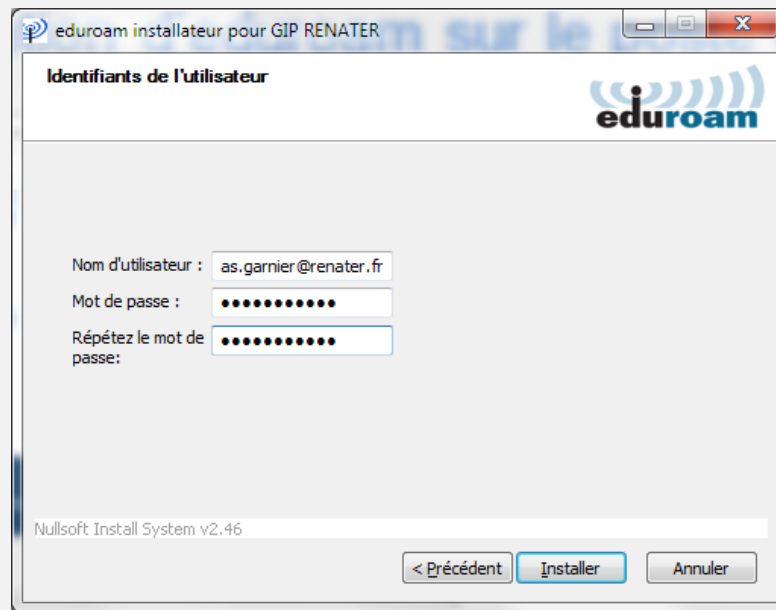 eduroam installateur pour GIP RENATER
Identifiants de l'utilisateur
eduroam
Nom d'utilisateur : as.garnier@renater.fr
Mot de passe : •••••••••••
Répétez le mot de
passe: •••••••••••
Nullsoft Install System v2.46
< Précédent Installer Annuler